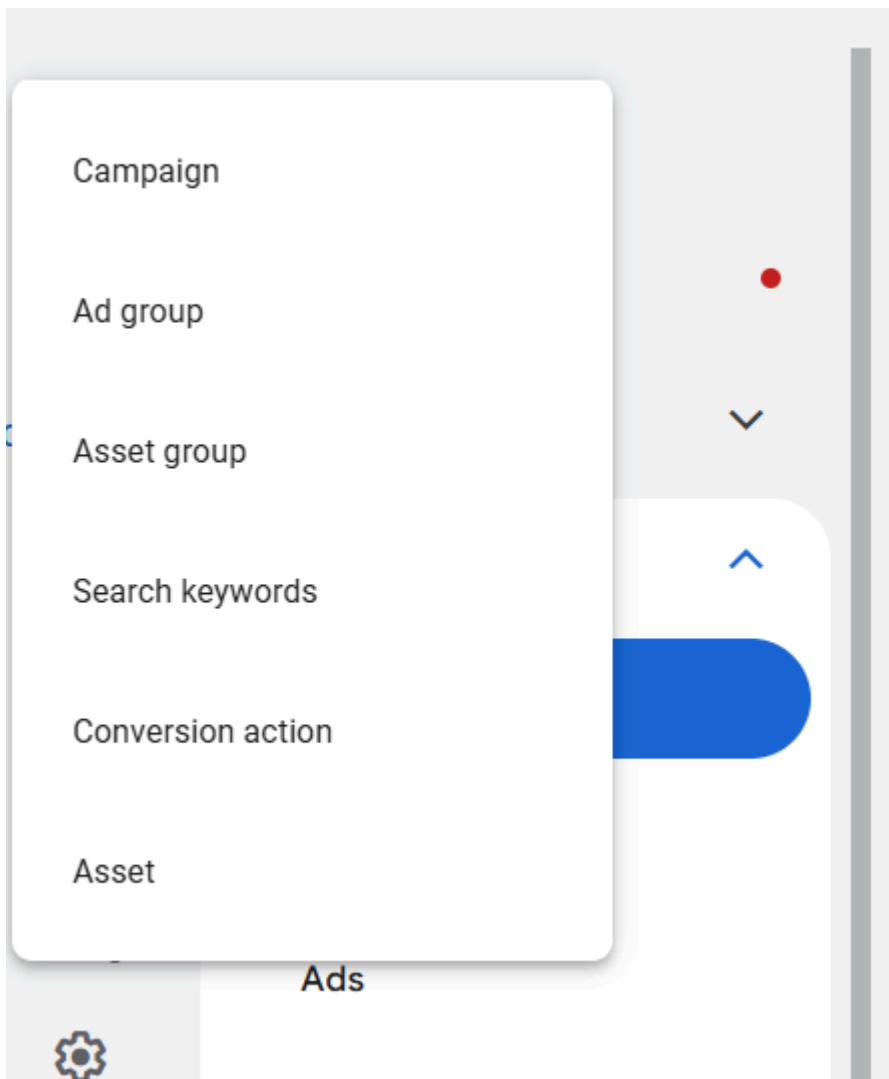 Campaign
Ad group
Asset group
Search keywords
Conversion action
Asset
Ads